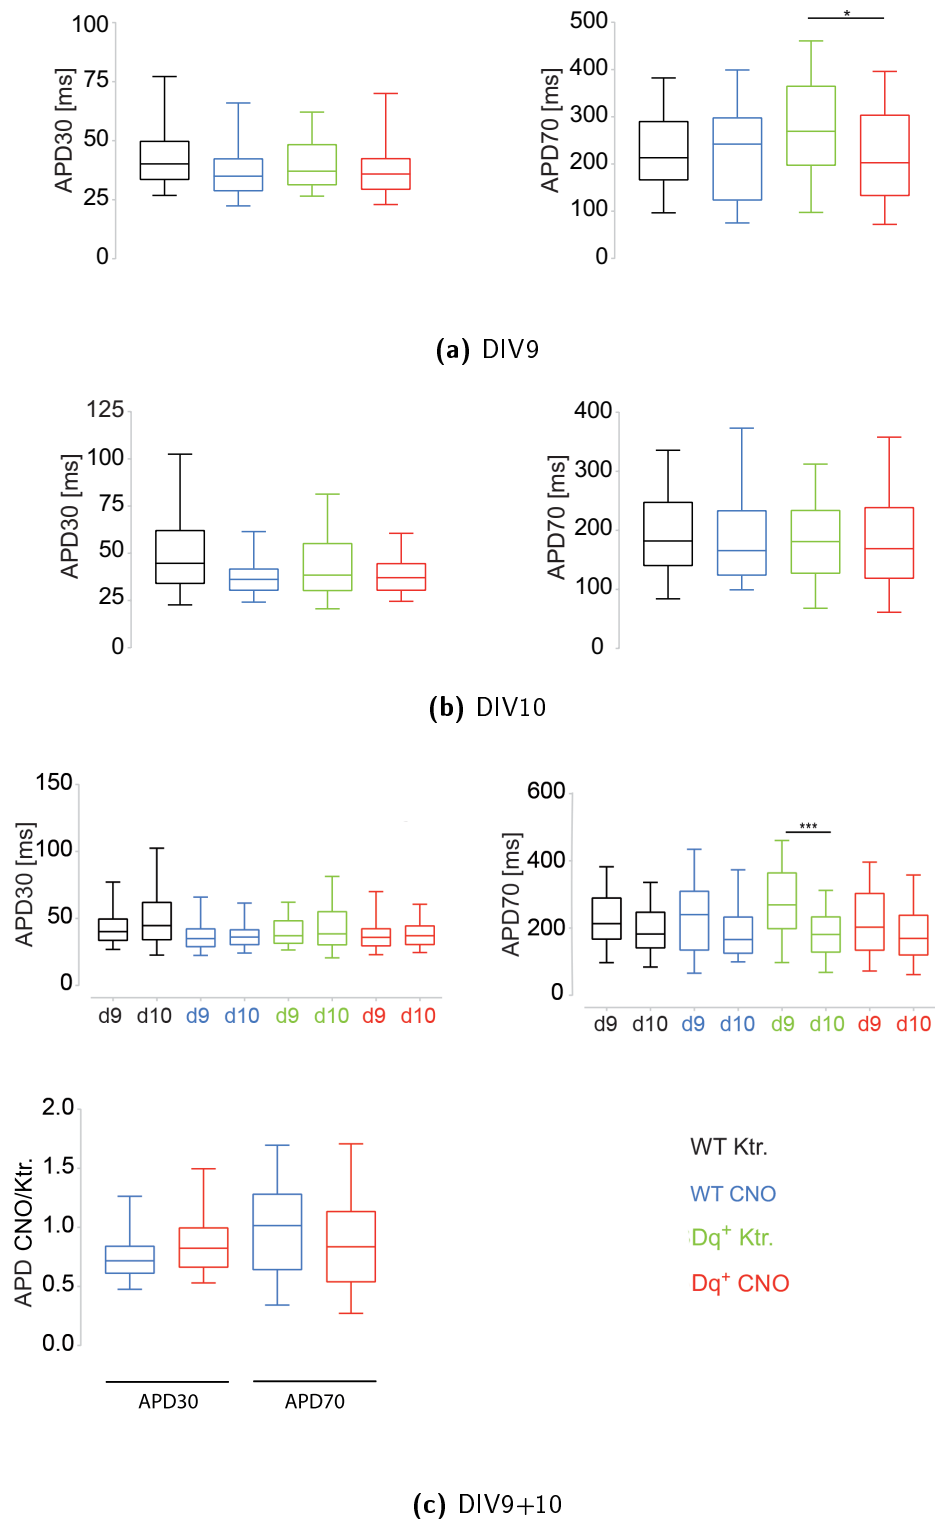 100
75
50
25
0
APD30 [ms]
500
400
300
200
100
0
APD70 [ms]
*
(a) DIV9
125
100
75
50
25
0
APD30 [ms]
400
300
200
100
0
APD70 [ms]
(b) DIV10
150
100
50
0
APD30 [ms]
d9 d10 d9 d10 d9 d10 d9 d10
600
400
200
0
APD70 [ms]
***
d9 d10 d9 d10 d9 d10 d9 d10
2.0
1.5
1.0
0.5
0.0
APD CNO/Ktr.
APD30 APD70
WT Ktr.
WT CNO
Dq⁺ Ktr.
Dq⁺ CNO
(c) DIV9+10